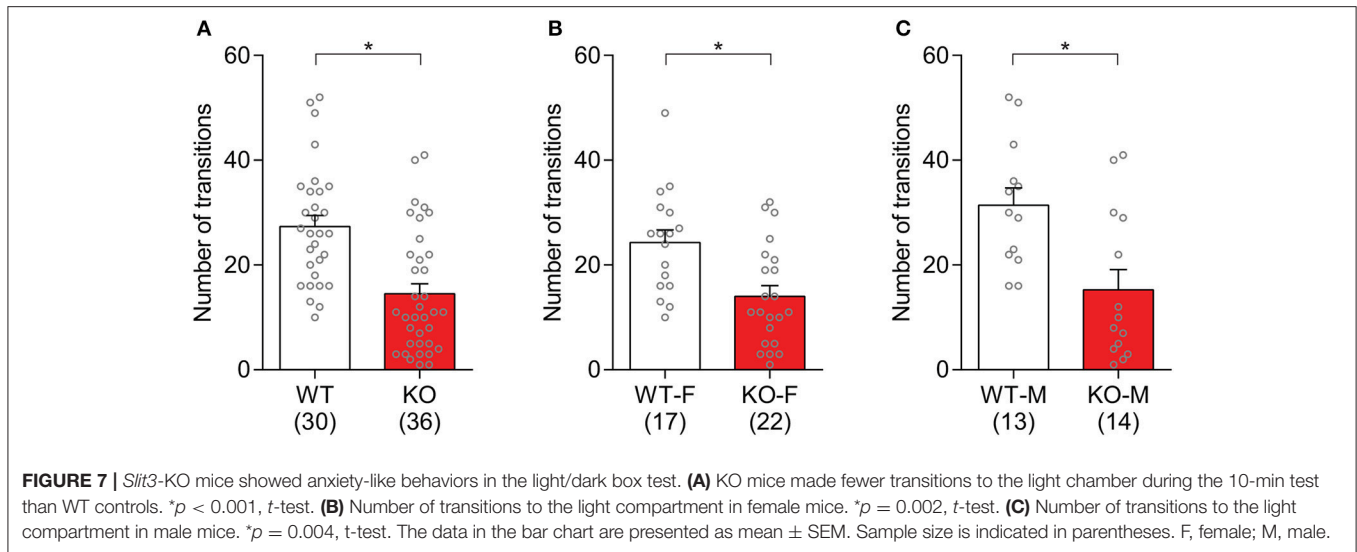 A
B
C
60
40
20
0
Number of transitions
*
WT
(30)
KO
(36)
60
40
20
0
Number of transitions
*
WT-F
(17)
KO-F
(22)
60
40
20
0
Number of transitions
*
WT-M
(13)
KO-M
(14)
FIGURE 7 | Slit3-KO mice showed anxiety-like behaviors in the light/dark box test. (A) KO mice made fewer transitions to the light chamber during the 10-min test
than WT controls. *p < 0.001, t-test. (B) Number of transitions to the light compartment in female mice. *p = 0.002, t-test. (C) Number of transitions to the light
compartment in male mice. *p = 0.004, t-test. The data in the bar chart are presented as mean ± SEM. Sample size is indicated in parentheses. F, female; M, male.